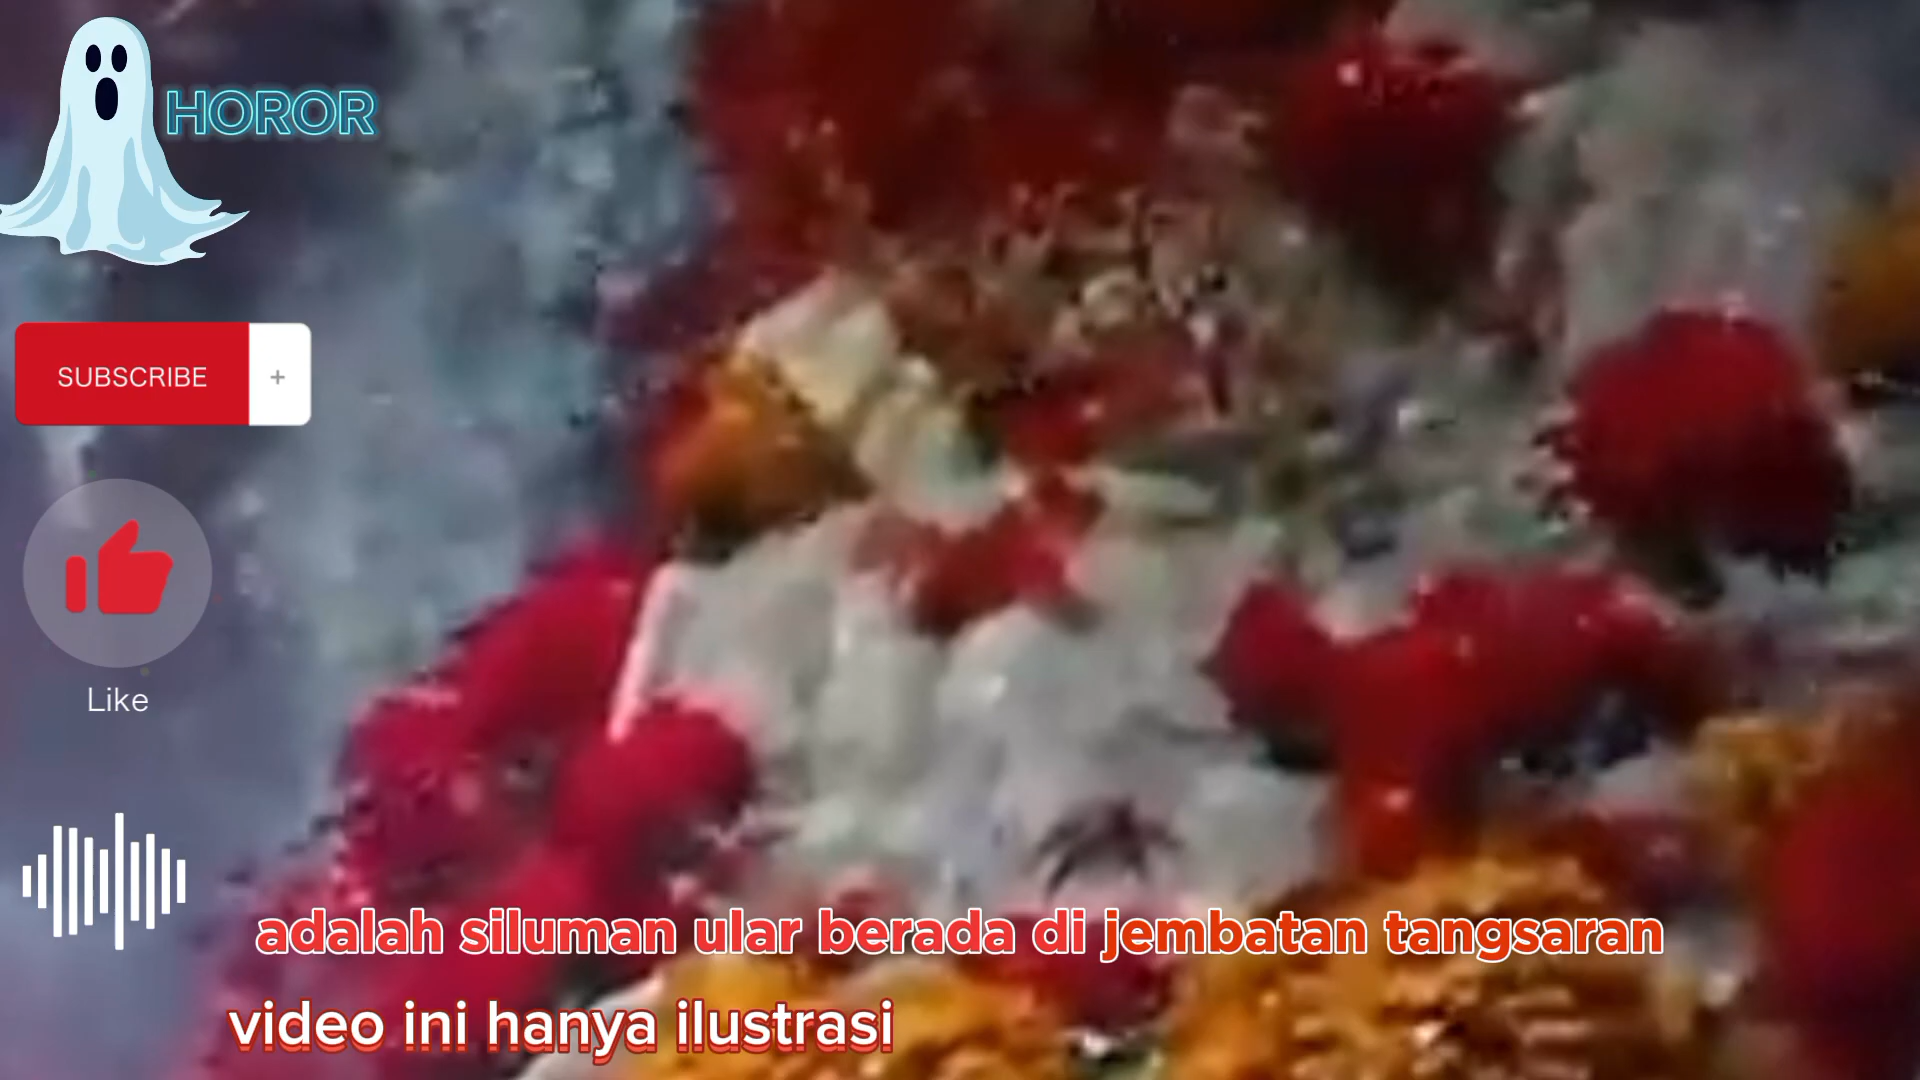 HOROR
SUBSCRIBE +
Like
adalah siluman ular berada di jembatan tangsaran
video ini hanya ilustrasi